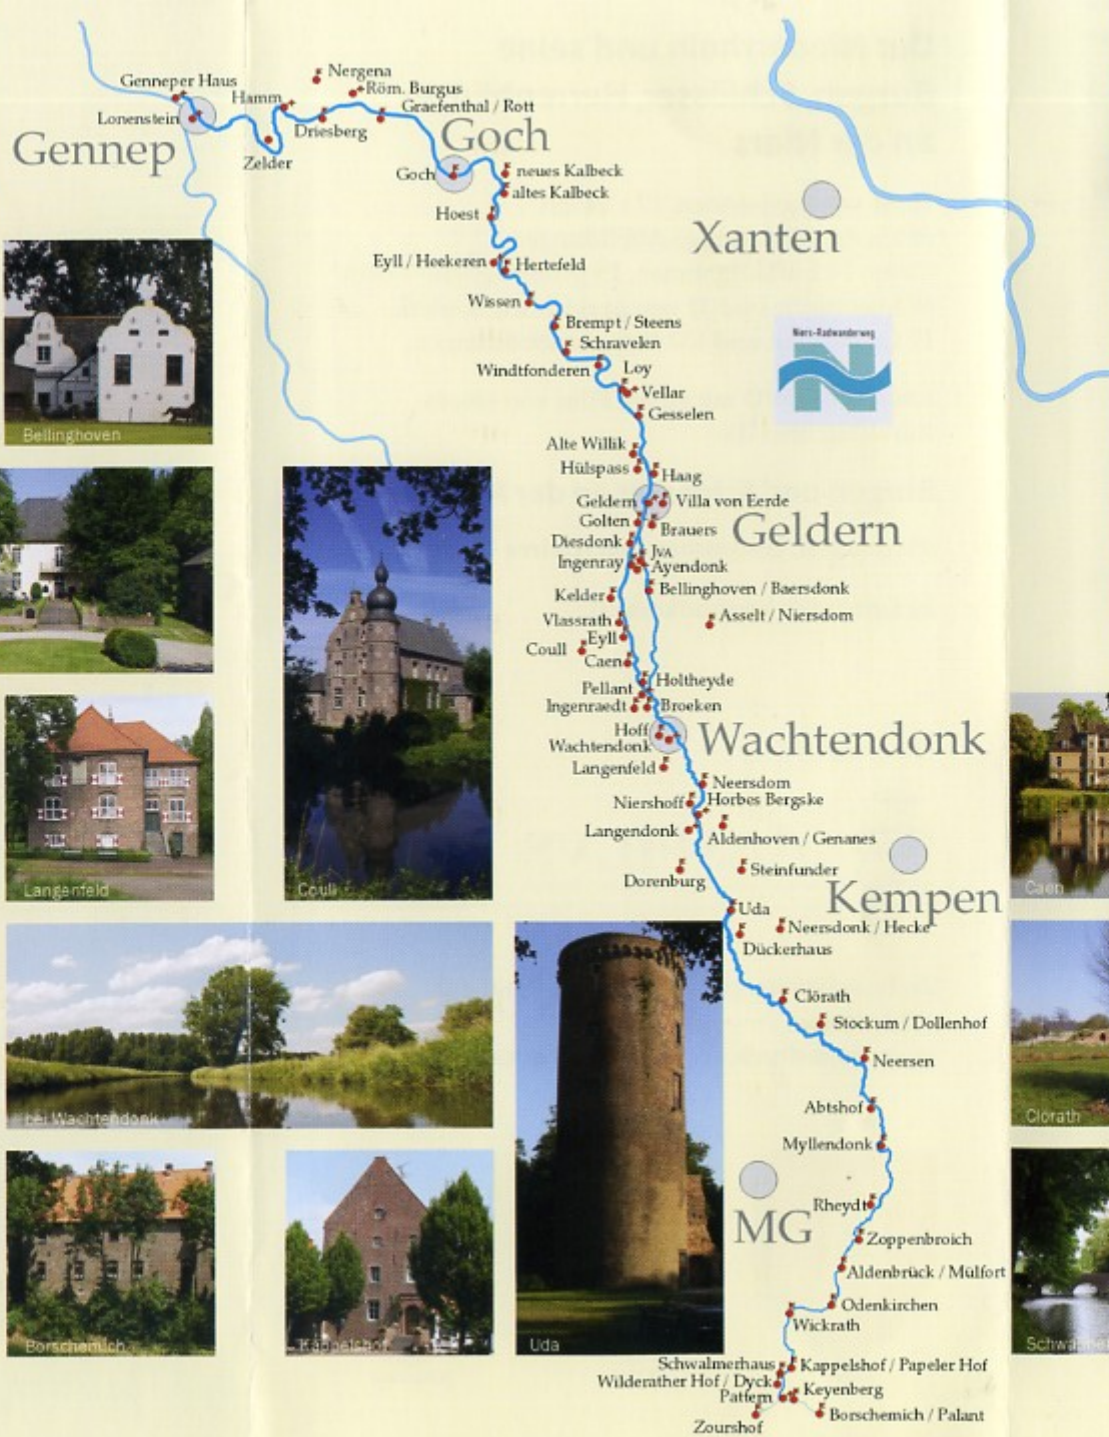 Genneper Haus
Nergena
Röm. Burgus
Hamm
Graefenthal / Rott
Lonenstein
Driesberg
Gennep
Goch
Zelder
Goch
neues Kalbeck
altes Kalbeck
Hoest
Xanten
Eyll / Heekeren
Hertefeld
Wissen
Brempt / Steens
Niers-Radwanderweg
N
Schravelen
Windtfonderen
Loy
Vellar
Gesselen
Bellinghoven
Alte Willik
Hülspass
Haag
Geldern
Villa von Eerde
Golten
Brauers
Geldern
Diesdonk
JVA
Ingenray
Ayendonk
Bellinghoven / Baersdonk
Kelder
Asselt / Niersdom
Vlassrath
Eyll
Coull
Caen
Holtheyde
Pellant
Ingenraedt
Broeken
Hoff
Wachtendonk
Wachtendonk
Langenfeld
Neersdom
Niershoff
Horbes Bergske
Langendonk
Aldenhoven / Genanes
Dorenburg
Steinfunder
Kempen
Langenfeld
Coull
Caen
Uda
Neersdonk / Hecke
Dückerhaus
Clörath
Stockum / Dollenhof
Neersen
Abtshof
bei Wachtendonk
Clörath
Myllendonk
Rheydt
MG
Zoppenbroich
Aldenbrück / Mülfort
Odenkirchen
Wickrath
Borschemich
Kappelshof
Uda
Schwalmerhaus
Kappelshof / Papeler Hof
Wilderather Hof / Dyck
Pattern
Keyenberg
Zourshof
Borschemich / Palant